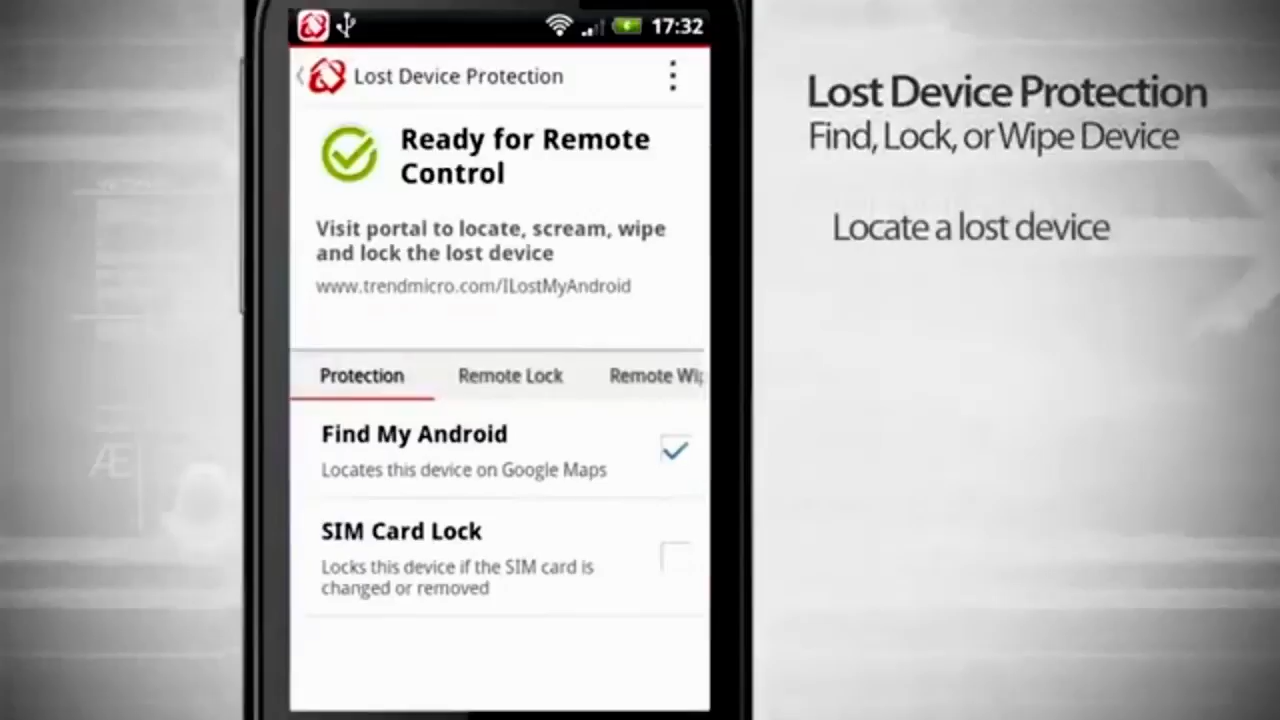 17:32
Lost Device Protection
Ready for Remote
Control
Visit portal to locate, scream, wipe
and lock the lost device
www.trendmicro.com/ILostMyAndroid
Protection Remote Lock Remote
Find My Android
Locates this device on Google Maps
SIM Card Lock
Locks this device if the SIM card is
changed or removed
Lost Device Protection
Find, Lock, or Wipe Device
Locate a lost device
Æ